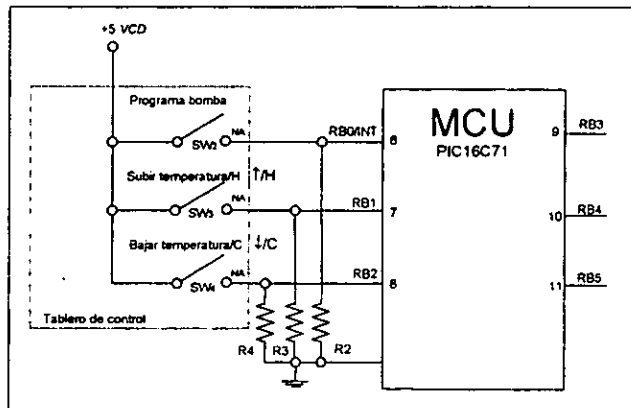 +5 VCD
Programa bomba
NA
SW2
RB0/INT
6
Subir temperatura/H ↑/H
NA
SW3
RB1
7
Bajar temperatura/C ↓/C
NA
SW4
RB2
8
Tablero de control
R4
R3
R2
MCU
PIC16C71
9
RB3
10
RB4
11
RB5